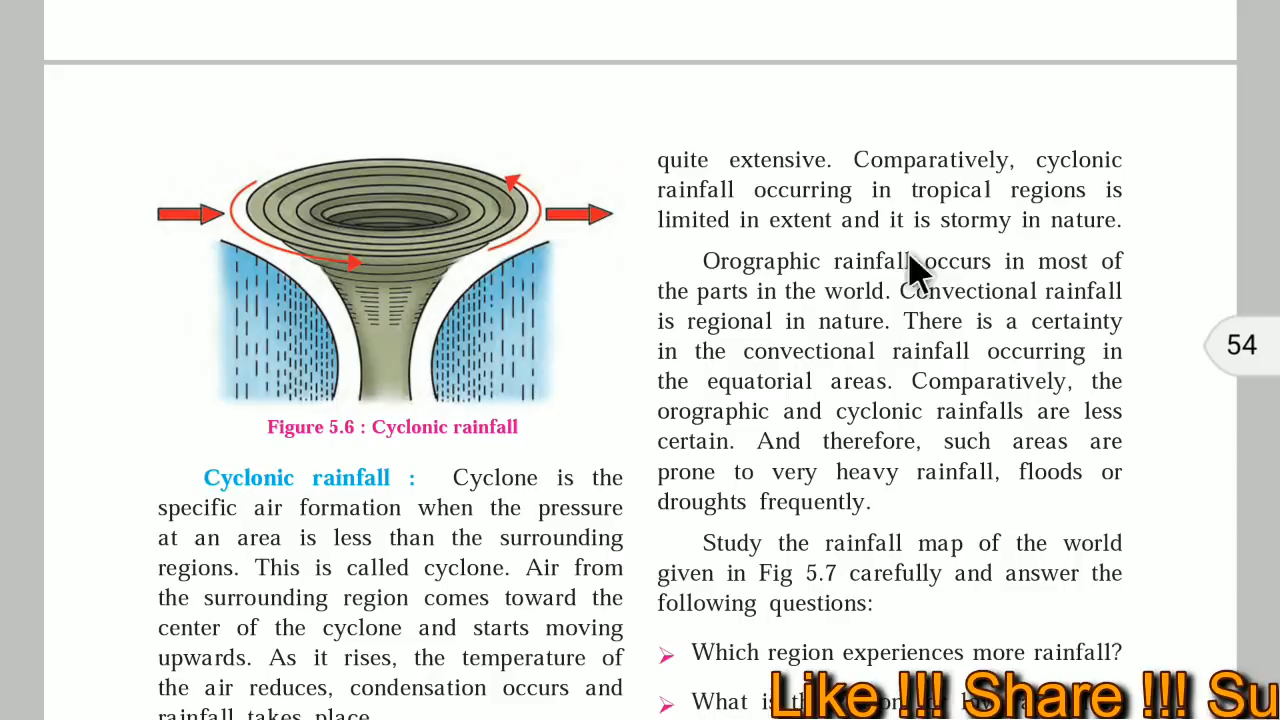 Figure 5.6 : Cyclonic rainfall
Cyclonic rainfall : Cyclone is the
specific air formation when the pressure
at an area is less than the surrounding
regions. This is called cyclone. Air from
the surrounding region comes toward the
center of the cyclone and starts moving
upwards. As it rises, the temperature of
the air reduces, condensation occurs and
rainfall takes place
quite extensive. Comparatively, cyclonic
rainfall occurring in tropical regions is
limited in extent and it is stormy in nature.
Orographic rainfall occurs in most of
the parts in the world. Convectional rainfall
is regional in nature. There is a certainty
in the convectional rainfall occurring in
the equatorial areas. Comparatively, the
orographic and cyclonic rainfalls are less
certain. And therefore, such areas are
prone to very heavy rainfall, floods or
droughts frequently.
Study the rainfall map of the world
given in Fig 5.7 carefully and answer the
following questions:
➢ Which region experiences more rainfall?
➢ What is
54
Like !!! Share !!! Su